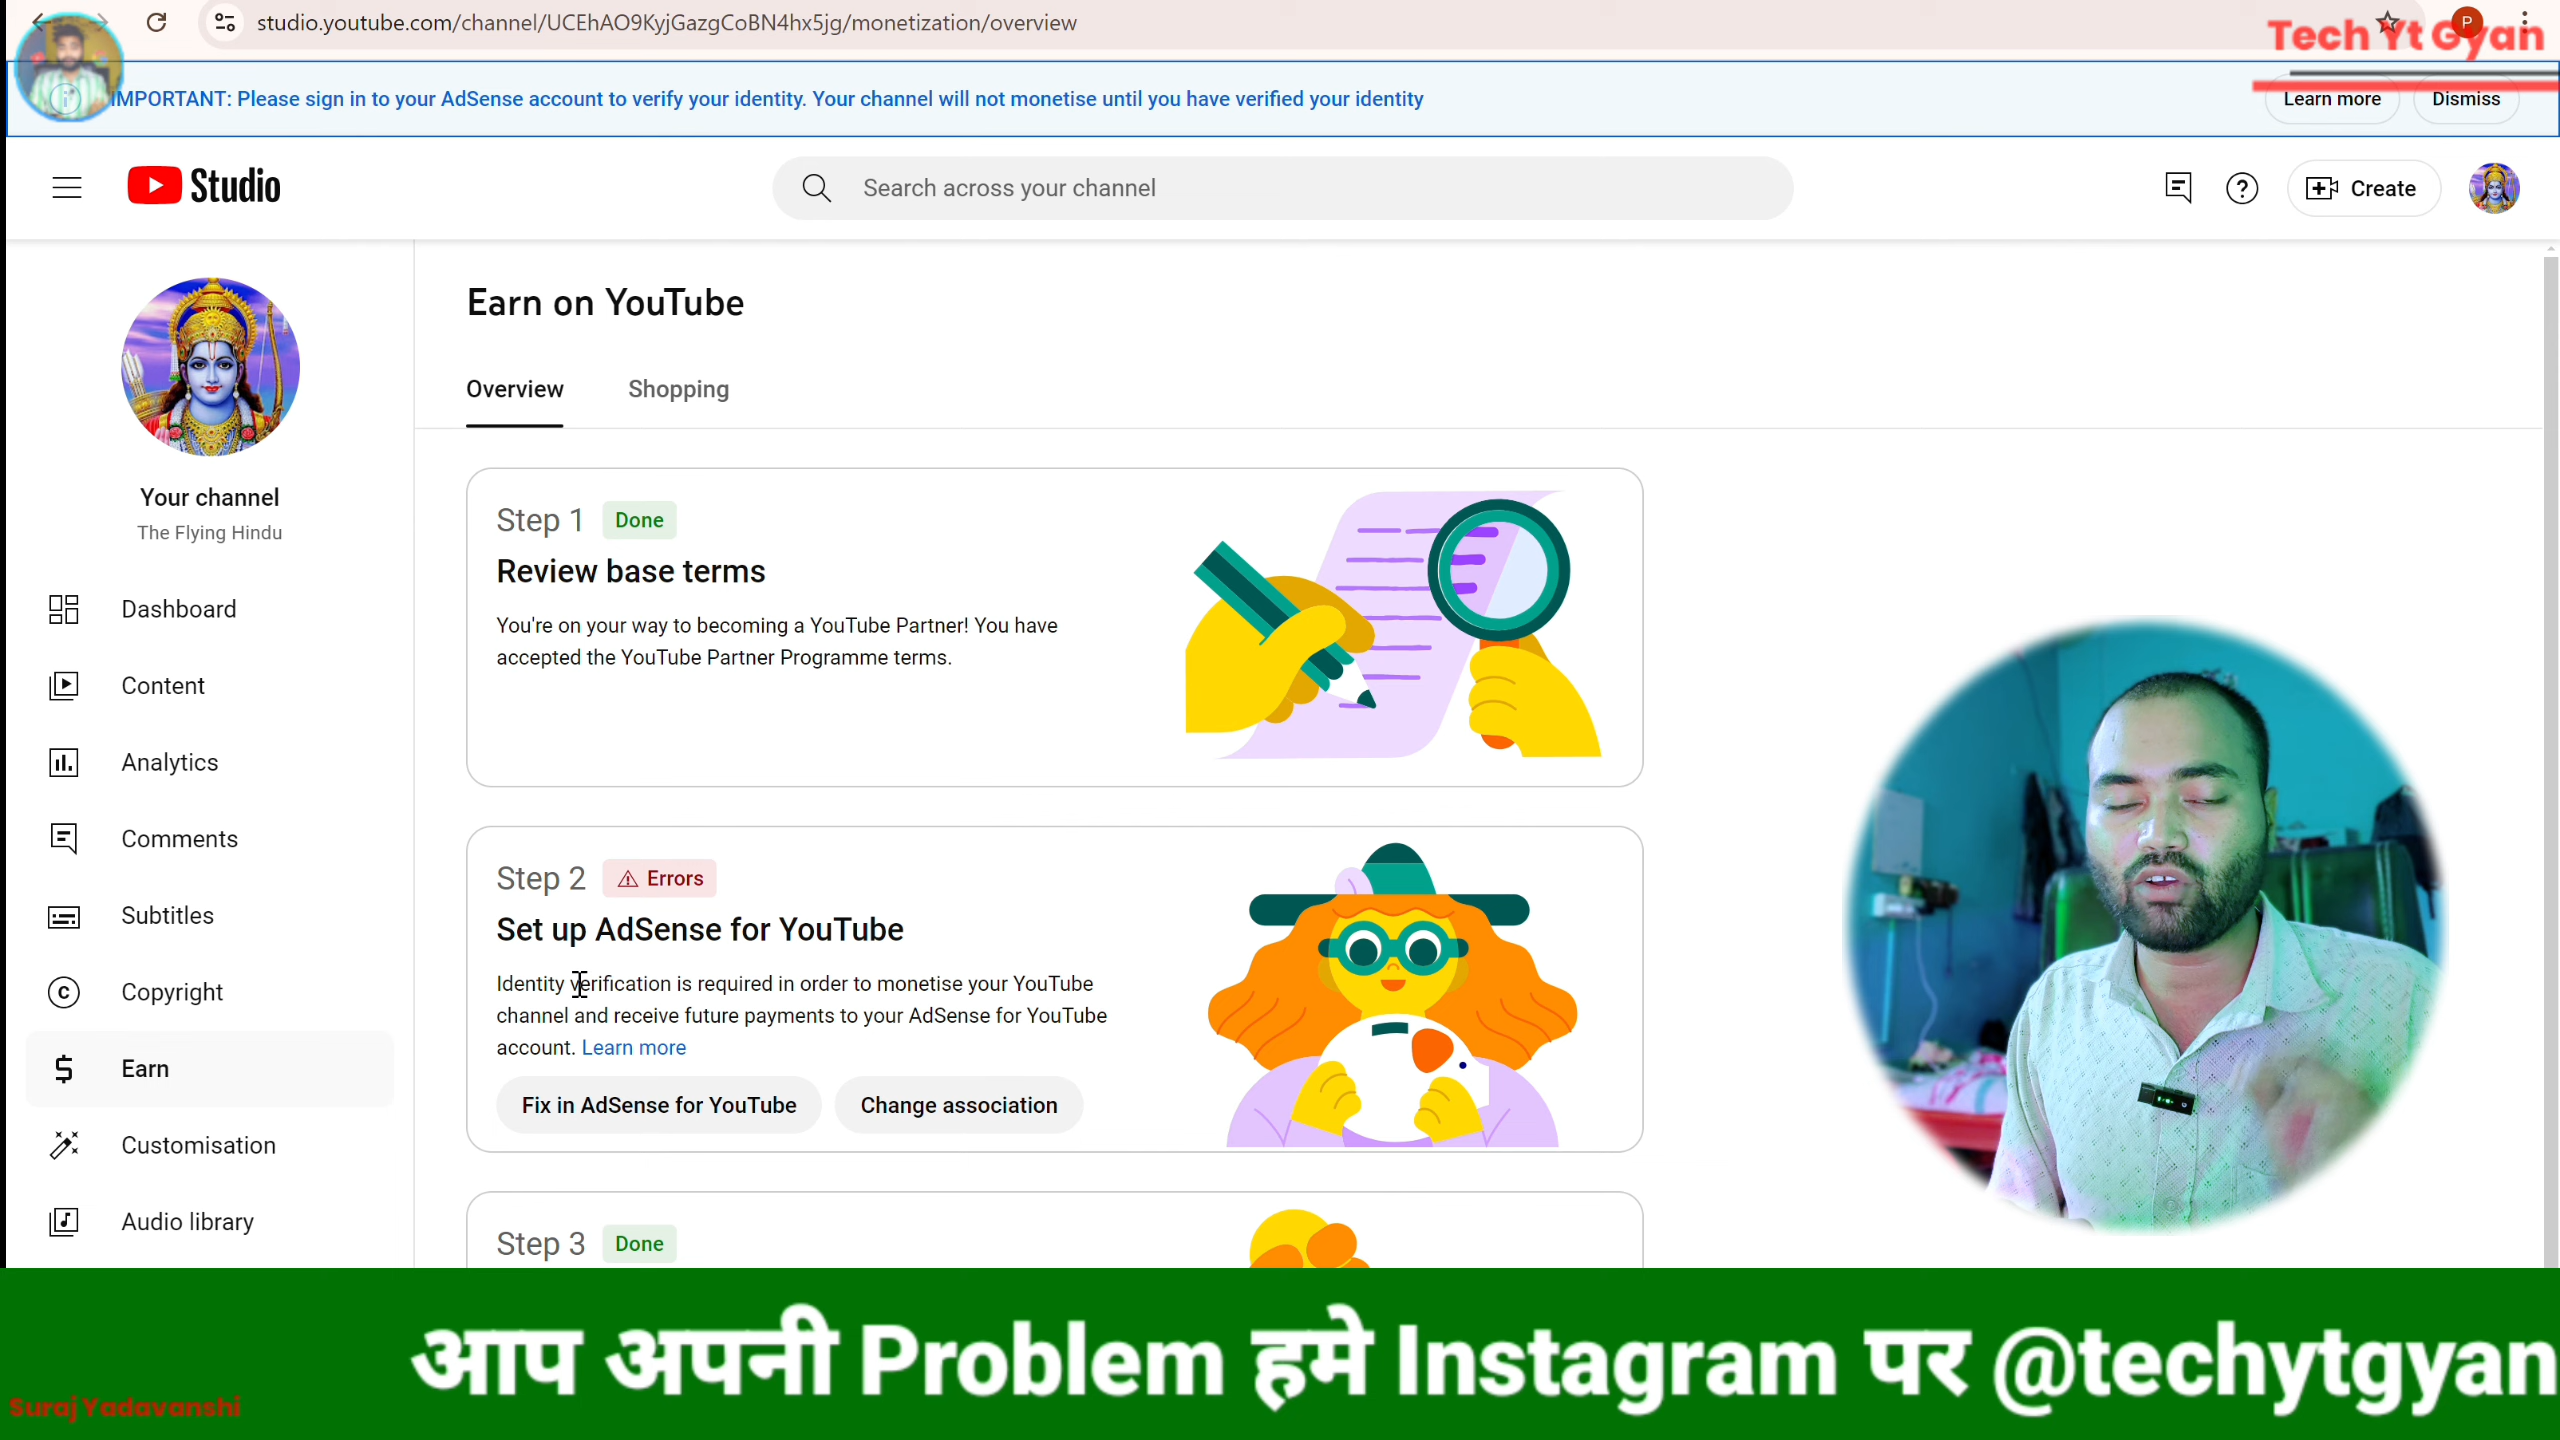 studio.youtube.com/channel/UCEhAO9KyjGazgCoBN4hx5jg/monetization/overview
P
Tech Yt Gyan
IMPORTANT: Please sign in to your AdSense account to verify your identity. Your channel will not monetise until you have verified your identity
Learn more
Dismiss
Studio
Search across your channel
Create
Your channel
The Flying Hindu
Dashboard
Content
Analytics
Comments
Subtitles
Copyright
Earn
Customisation
Audio library
Earn on YouTube
Overview
Shopping
Step 1 Done
Review base terms
You're on your way to becoming a YouTube Partner! You have
accepted the YouTube Partner Programme terms.
Step 2 Errors
Set up AdSense for YouTube
Identity verification is required in order to monetise your YouTube
channel and receive future payments to your AdSense for YouTube
account. Learn more
Fix in AdSense for YouTube
Change association
Step 3 Done
आप अपनी Problem हमे Instagram पर @techytgyan
Suraj Yadavanshi